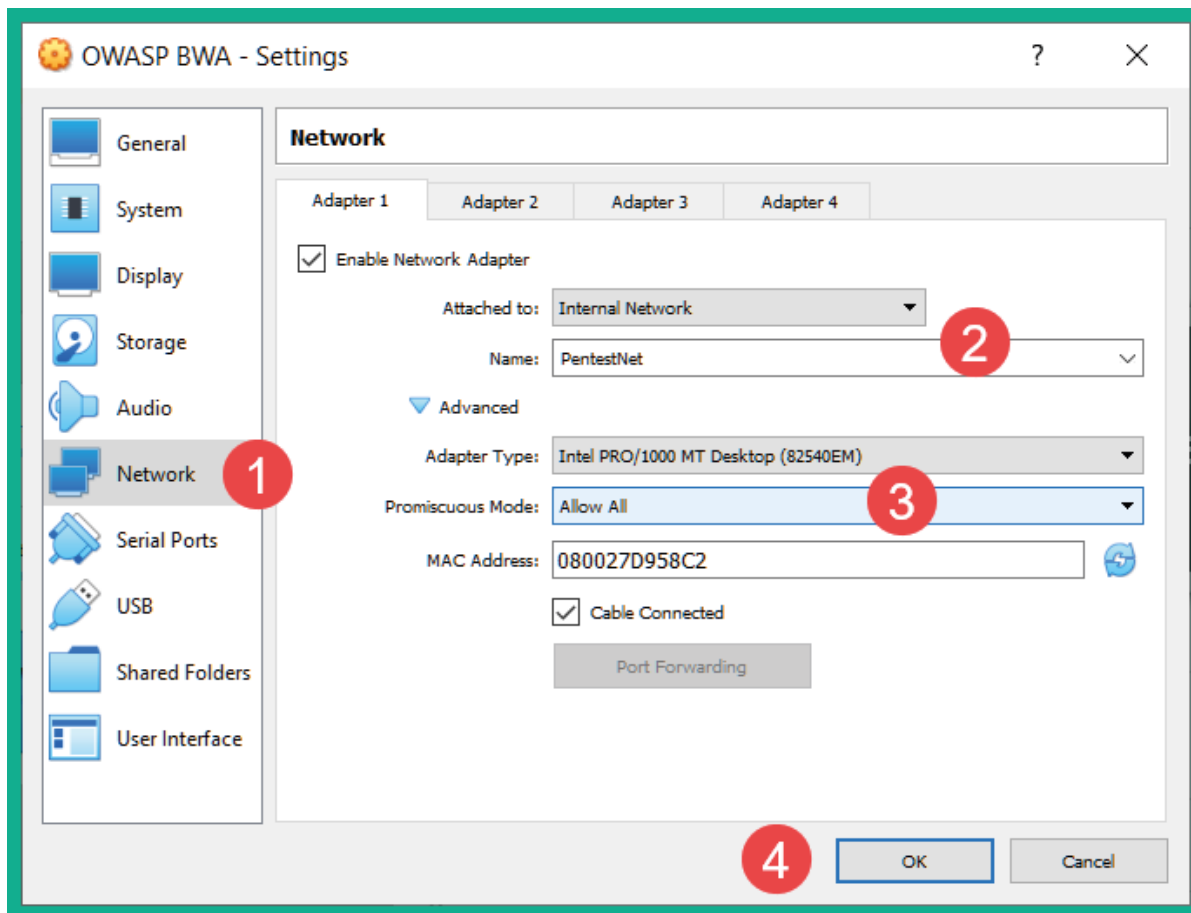 OWASP BWA - Settings ? ×
General
System
Display
Storage
Audio
Network 1
Serial Ports
USB
Shared Folders
User Interface
Network
Adapter 1 Adapter 2 Adapter 3 Adapter 4
Enable Network Adapter
Attached to: Internal Network
2
Name: PentestNet
Advanced
Adapter Type: Intel PRO/1000 MT Desktop (82540EM)
Promiscuous Mode: Allow All 3
MAC Address: 080027D958C2
Cable Connected
Port Forwarding
4 OK Cancel